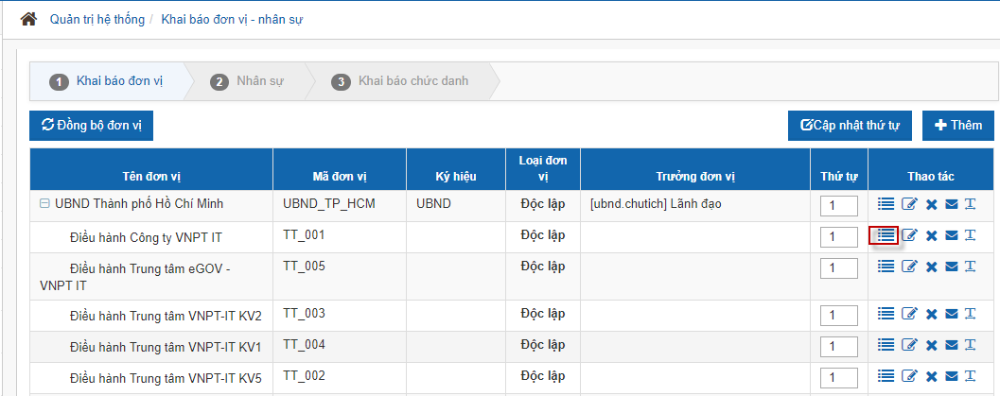 Quản trị hệ thống / Khai báo đơn vị - nhân sự
1 Khai báo đơn vị 2 Nhân sự 3 Khai báo chức danh
Đồng bộ đơn vị Cập nhật thứ tự Thêm
Tên đơn vị Mã đơn vị Ký hiệu Loại đơn vị Trưởng đơn vị Thứ tự Thao tác
UBND Thành phố Hồ Chí Minh UBND_TP_HCM UBND Độc lập [ubnd.chutich] Lãnh đạo 1
Điều hành Công ty VNPT IT TT_001 Độc lập 1
Điều hành Trung tâm eGOV - TT_005 Độc lập 1
VNPT IT
Điều hành Trung tâm VNPT-IT KV2 TT_003 Độc lập 1
Điều hành Trung tâm VNPT-IT KV1 TT_004 Độc lập 1
Điều hành Trung tâm VNPT-IT KV5 TT_002 Độc lập 1